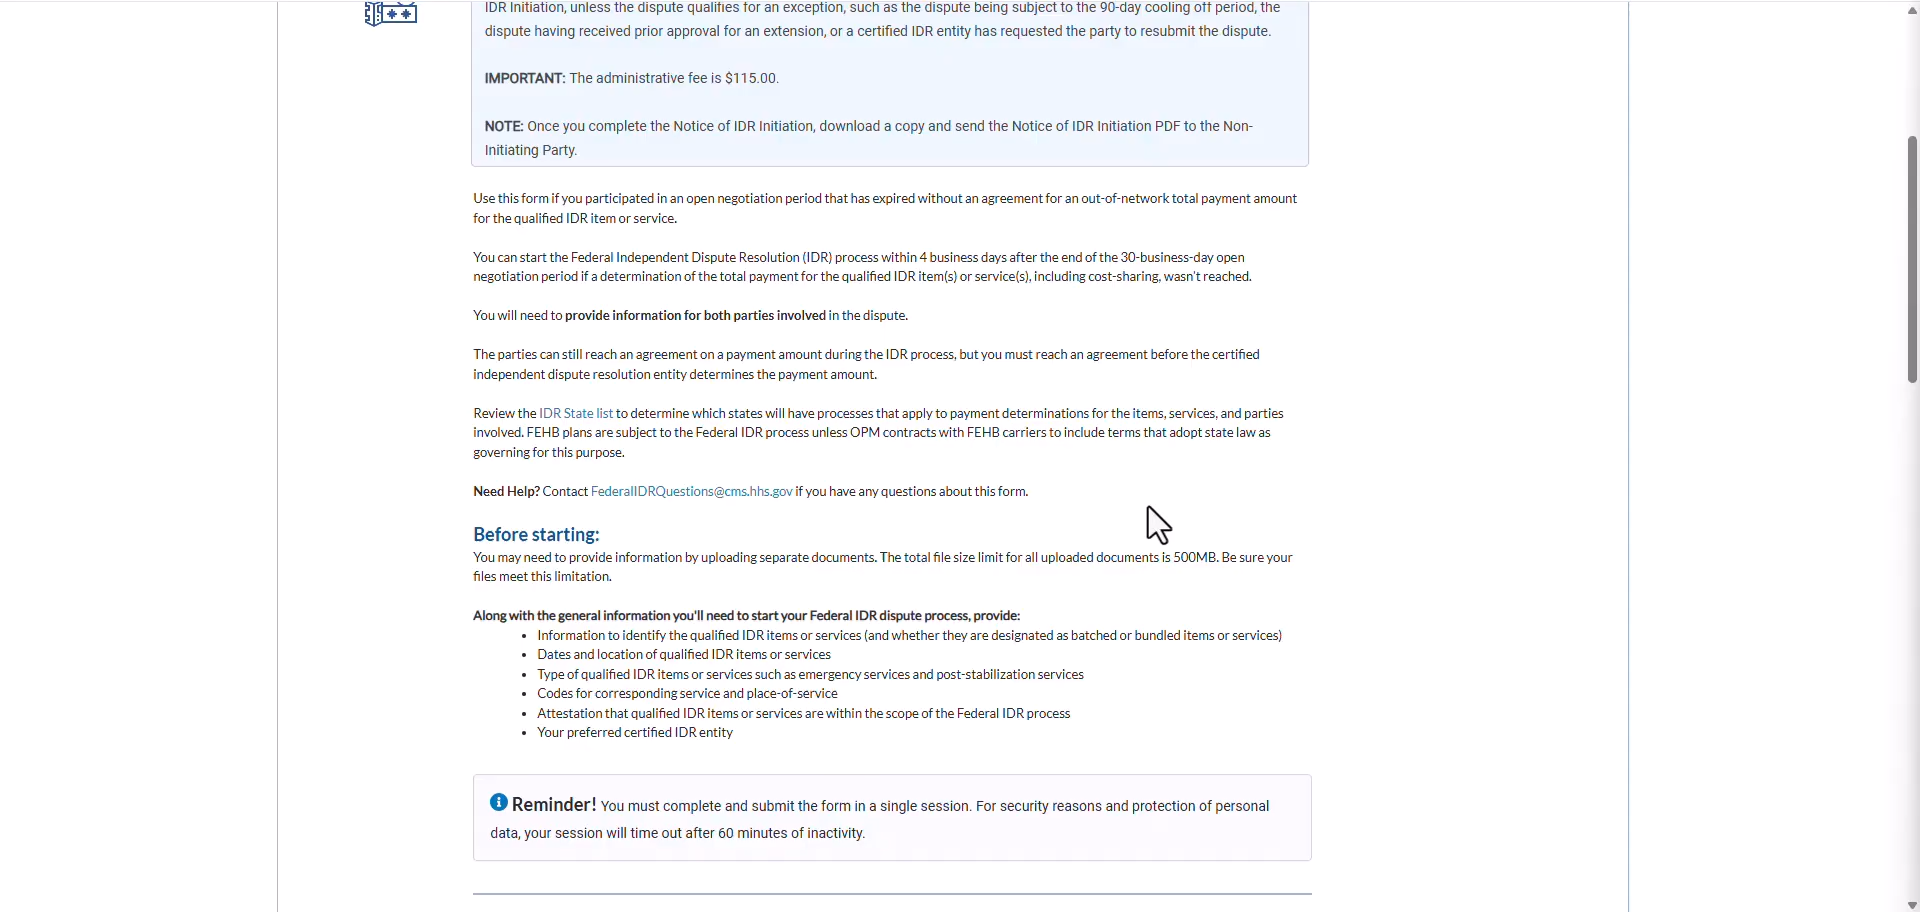 IDR Initiation, unless the dispute qualifies for an exception, such as the dispute being subject to the 90-day cooling off period, the
dispute having received prior approval for an extension, or a certified IDR entity has requested the party to resubmit the dispute.
IMPORTANT: The administrative fee is $115.00.
NOTE: Once you complete the Notice of IDR Initiation, download a copy and send the Notice of IDR Initiation PDF to the Non-
Initiating Party.
Use this form if you participated in an open negotiation period that has expired without an agreement for an out-of-network total payment amount
for the qualified IDR item or service.
You can start the Federal Independent Dispute Resolution (IDR) process within 4 business days after the end of the 30-business-day open
negotiation period if a determination of the total payment for the qualified IDR item(s) or service(s), including cost-sharing, wasn't reached.
You will need to provide information for both parties involved in the dispute.
The parties can still reach an agreement on a payment amount during the IDR process, but you must reach an agreement before the certified
independent dispute resolution entity determines the payment amount.
Review the IDR State list to determine which states will have processes that apply to payment determinations for the items, services, and parties
involved. FEHB plans are subject to the Federal IDR process unless OPM contracts with FEHB carriers to include terms that adopt state law as
governing for this purpose.
Need Help? Contact FederalIDRQuestions@cms.hhs.gov if you have any questions about this form.
Before starting:
You may need to provide information by uploading separate documents. The total file size limit for all uploaded documents is 500MB. Be sure your
files meet this limitation.
Along with the general information you'll need to start your Federal IDR dispute process, provide:
• Information to identify the qualified IDR items or services (and whether they are designated as batched or bundled items or services)
• Dates and location of qualified IDR items or services
• Type of qualified IDR items or services such as emergency services and post-stabilization services
• Codes for corresponding service and place-of-service
• Attestation that qualified IDR items or services are within the scope of the Federal IDR process
• Your preferred certified IDR entity
Reminder! You must complete and submit the form in a single session. For security reasons and protection of personal
data, your session will time out after 60 minutes of inactivity.